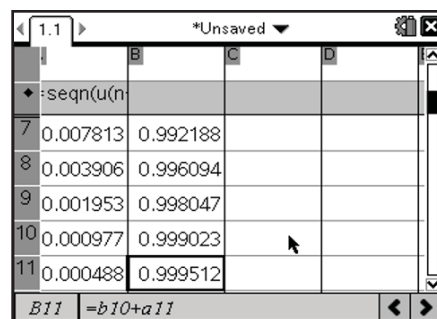 1.1 *Unsaved
B C D
=seqn(u(n-
7 0.007813 0.992188
8 0.003906 0.996094
9 0.001953 0.998047
10 0.000977 0.999023
11 0.000488 0.999512
B11 =b10+a11